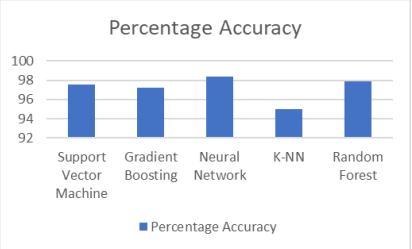 Percentage Accuracy
100
98
96
94
92
Support Vector Machine
Gradient Boosting
Neural Network
K-NN
Random Forest
Percentage Accuracy